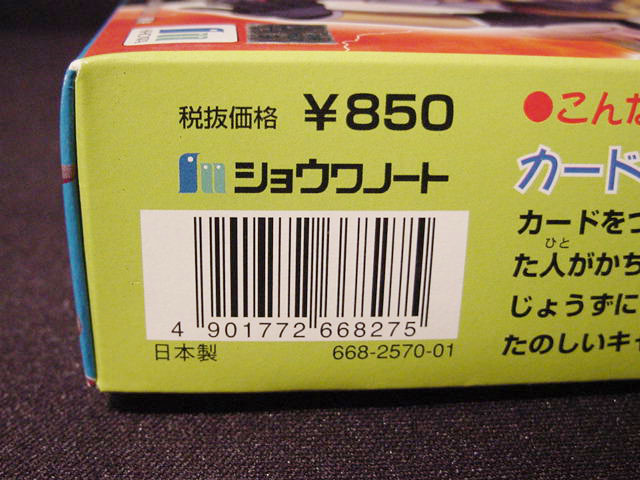 税抜価格 ¥850
ショウワノート
4 901772 668275
日本製 668-2570-01
●こんな
カード
カードをつ
た人がかち
ひと
じょうずに
たのしいキャ